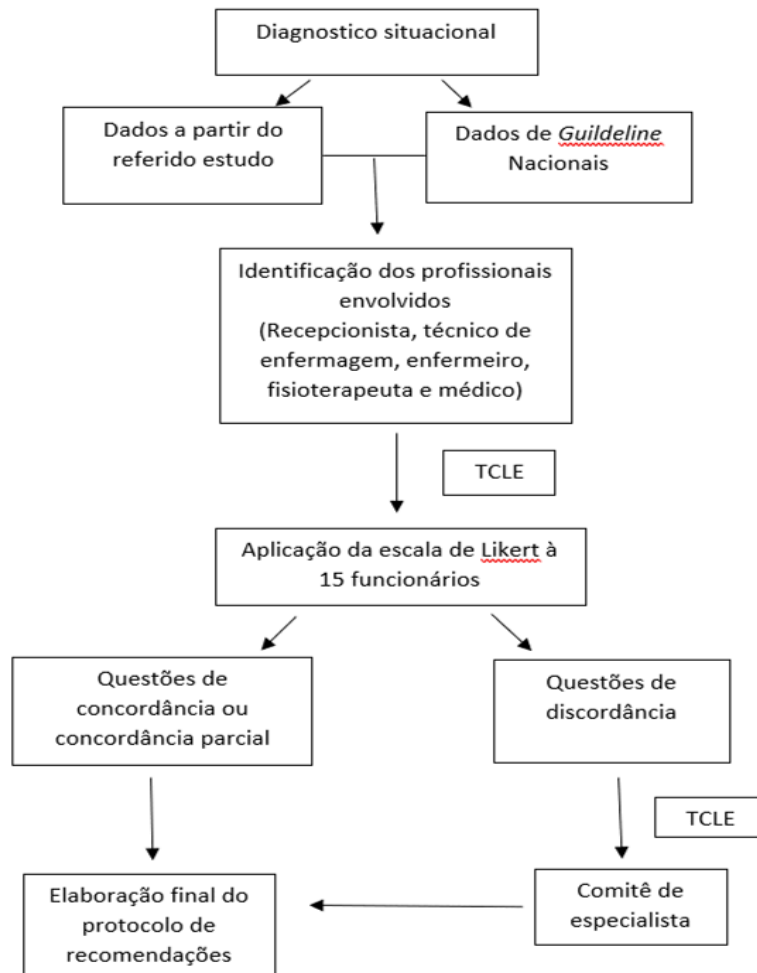 Diagnostico situacional
Dados a partir do
referido estudo
Dados de Guildeline
Nacionais
Identificação dos profissionais
envolvidos
(Recepcionista, técnico de
enfermagem, enfermeiro,
fisioterapeuta e médico)
TCLE
Aplicação da escala de Likert à
15 funcionários
Questões de
concordância ou
concordância parcial
Questões de
discordância
TCLE
Elaboração final do
protocolo de
recomendações
Comitê de
especialista